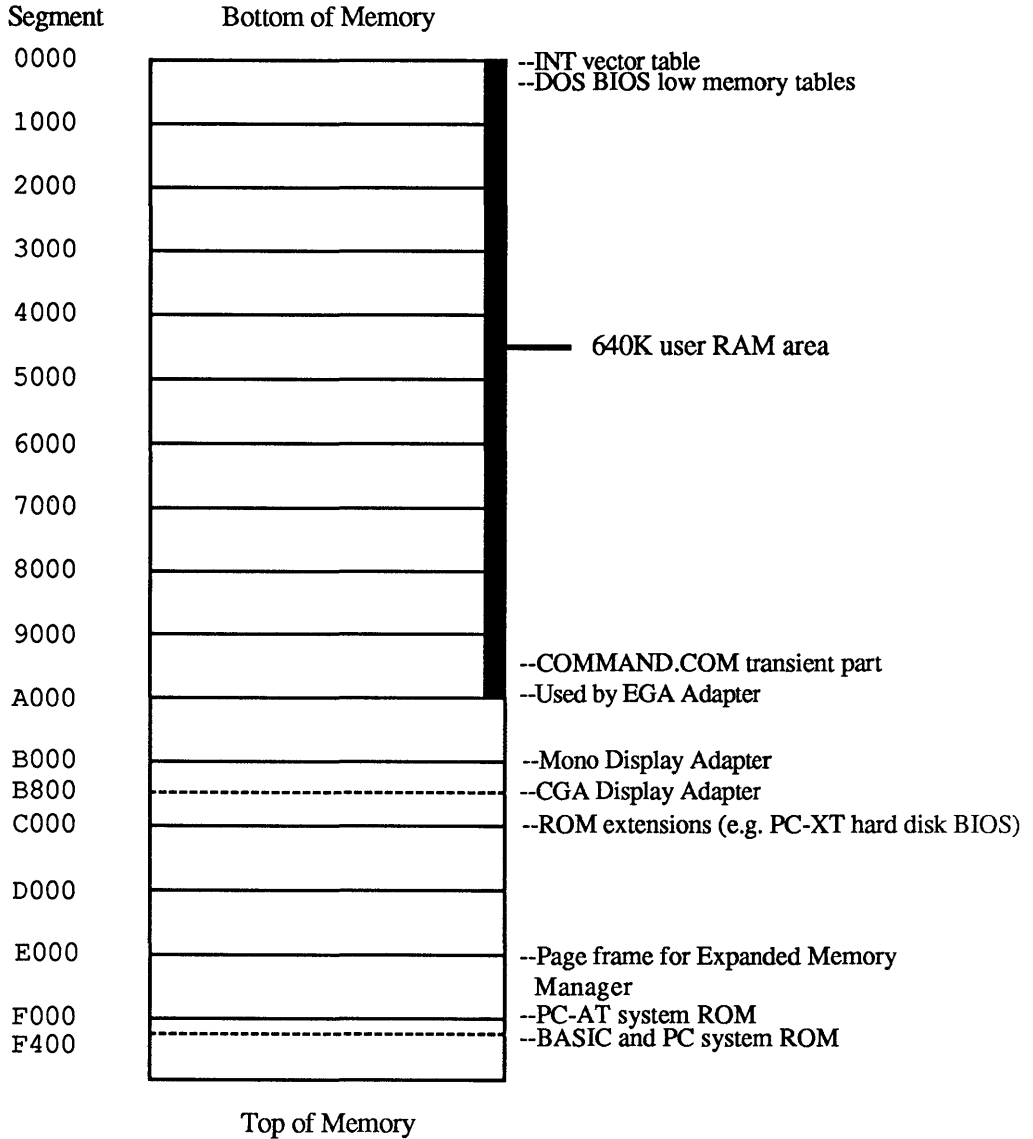 Segment Bottom of Memory
0000 --INT vector table
--DOS BIOS low memory tables
1000
2000
3000
4000
640K user RAM area
5000
6000
7000
8000
9000
--COMMAND.COM transient part
A000 --Used by EGA Adapter
B000 --Mono Display Adapter
B800 --CGA Display Adapter
C000 --ROM extensions (e.g. PC-XT hard disk BIOS)
D000
E000 --Page frame for Expanded Memory
Manager
F000 --PC-AT system ROM
F400 --BASIC and PC system ROM
Top of Memory